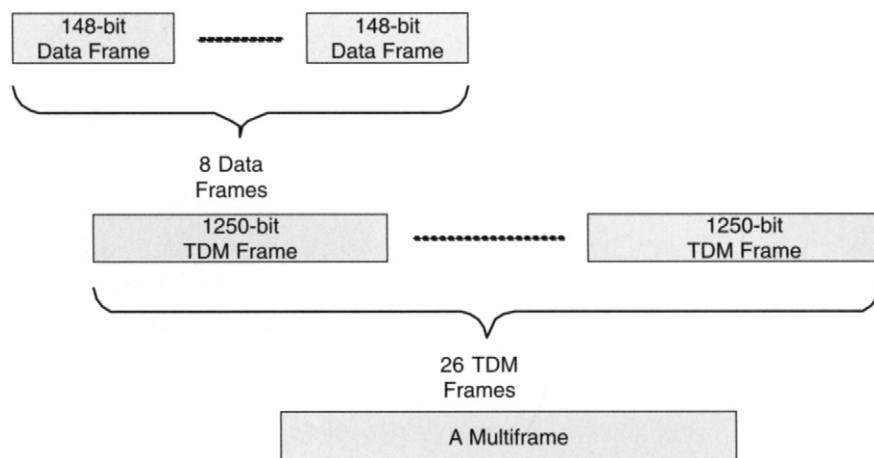 148-bit
Data Frame
148-bit
Data Frame
8 Data
Frames
1250-bit
TDM Frame
1250-bit
TDM Frame
26 TDM
Frames
A Multiframe